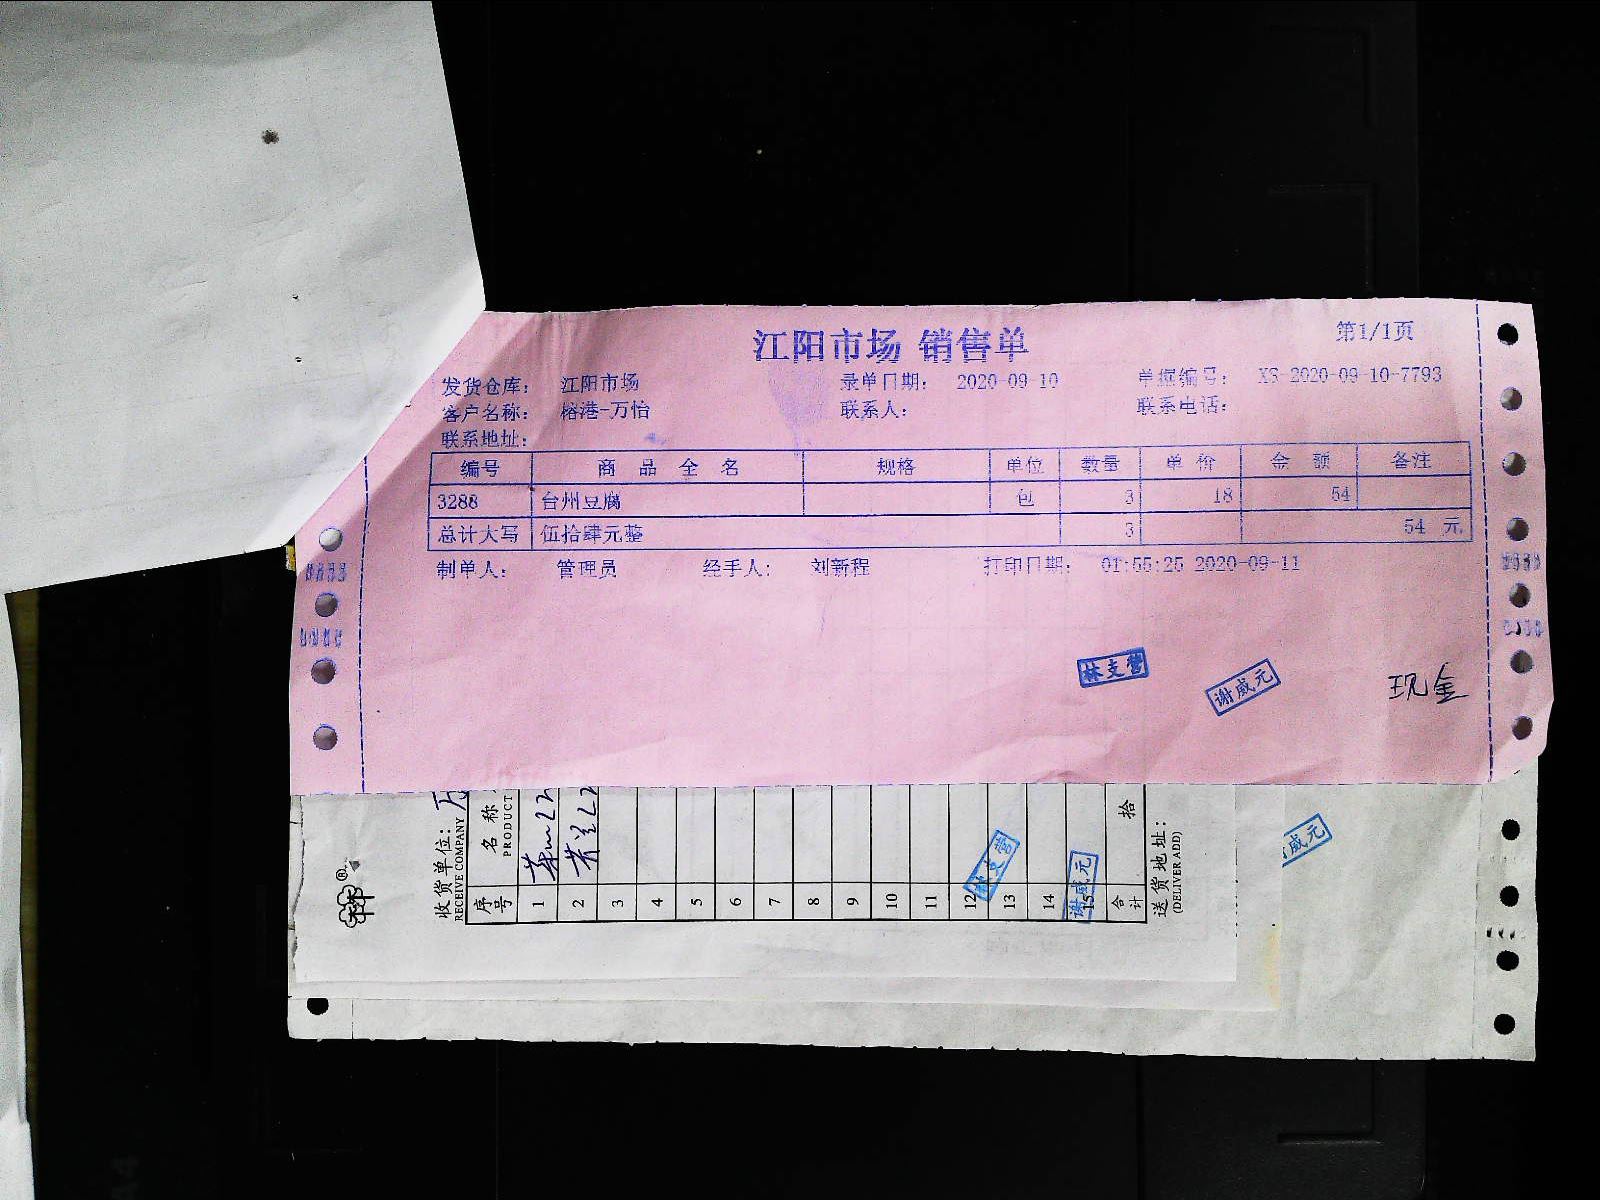 江阳市场 销售单
第1/1页
发货仓库: 江阳市场 录单日期: 2020-09-10 单据编号: XS-2020-09-10-7793
客户名称: 榕港-万怡 联系人: 联系电话:
联系地址:
编号 商品全名 规格 单位 数量 单价 金额 备注
3288 台州豆腐 包 3 18 54
总计大写 伍拾肆元整 3 54 元
制单人: 管理员 经手人: 刘新程 打印日期: 01:55:25 2020-09-11
林支营
谢威元
现金
收货单位:
RECEIVE COMPANY
序号 名称
PRODUCT
1
2
3
4
5
6
7
8
9
10
11
12
13
14
15
合计 拾
送货地址:
(DELIVER ADD)
林支营
谢威元
威元